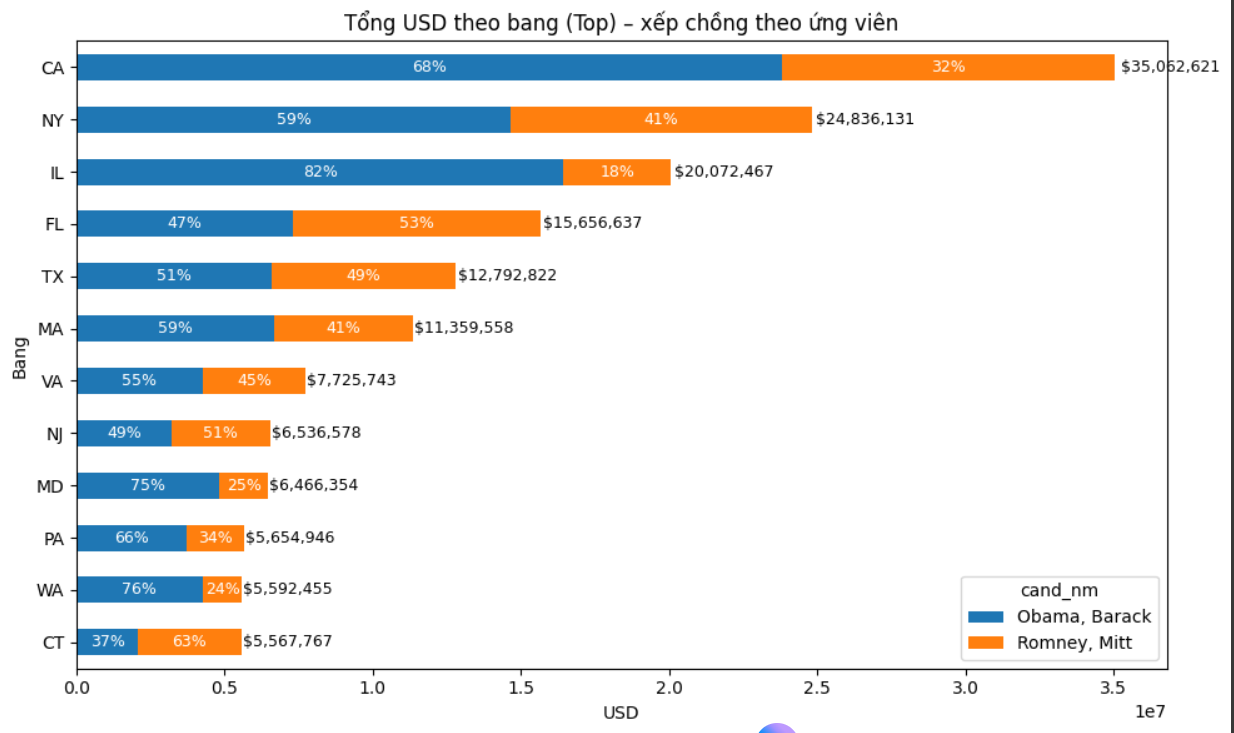 Tổng USD theo bang (Top) – xếp chồng theo ứng viên
CA 68% 32% $35,062,621
NY 59% 41% $24,836,131
IL 82% 18% $20,072,467
FL 47% 53% $15,656,637
TX 51% 49% $12,792,822
MA 59% 41% $11,359,558
Bang
VA 55% 45% $7,725,743
NJ 49% 51% $6,536,578
MD 75% 25% $6,466,354
PA 66% 34% $5,654,946
WA 76% 24% $5,592,455
CT 37% 63% $5,567,767
cand_nm
Obama, Barack
Romney, Mitt
0.0 0.5 1.0 1.5 2.0 2.5 3.0 3.5
1e7
USD